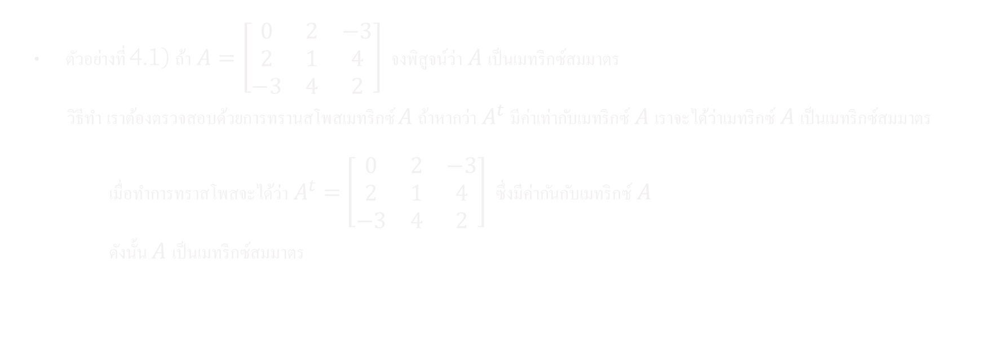 • ตัวอย่างที่ 4.1) ถ้า A = [0 2 −3; 2 1 4; −3 4 2] จงพิสูจน์ว่า A เป็นเมทริกซ์สมมาตร
วิธีทำ เราต้องตรวจสอบด้วยการทรานสโพสเมทริกซ์ A ถ้าหากว่า Aᵗ มีค่าเท่ากับเมทริกซ์ A เราจะได้ว่าเมทริกซ์ A เป็นเมทริกซ์สมมาตร
เมื่อทำการทราสโพสจะได้ว่า Aᵗ = [0 2 −3; 2 1 4; −3 4 2] ซึ่งมีค่ากันกับเมทริกซ์ A
ดังนั้น A เป็นเมทริกซ์สมมาตร